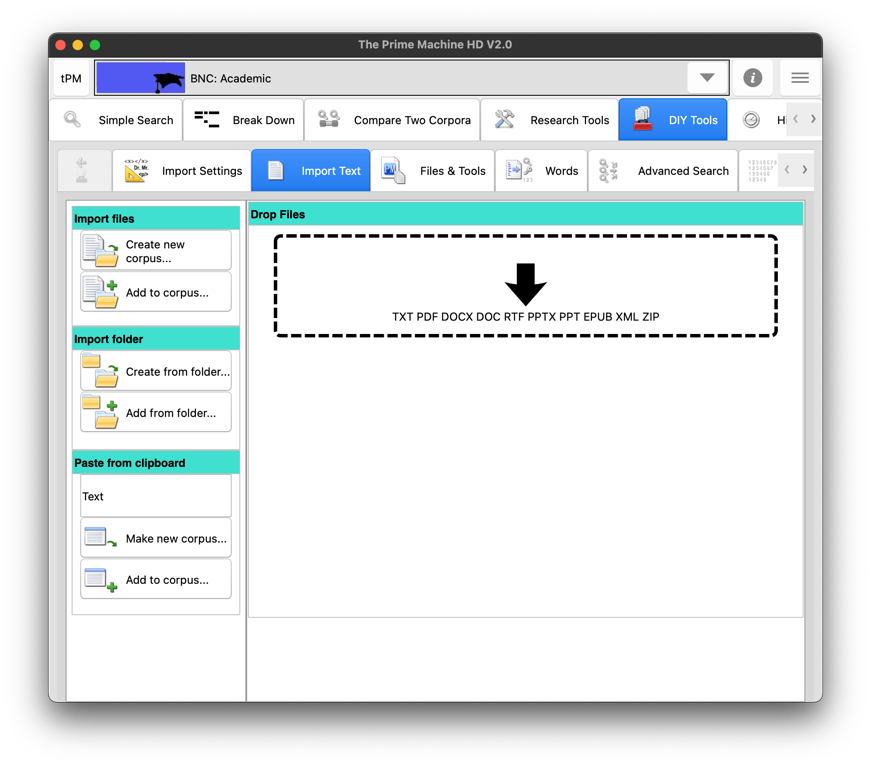 The Prime Machine HD V2.0
tPM
BNC: Academic
Simple Search
Break Down
Compare Two Corpora
Research Tools
DIY Tools
Import Settings
Import Text
Files & Tools
Words
Advanced Search
Import files
Create new
corpus...
Add to corpus...
Import folder
Create from folder...
Add from folder...
Paste from clipboard
Text
Make new corpus...
Add to corpus...
Drop Files
TXT PDF DOCX DOC RTF PPTX PPT EPUB XML ZIP